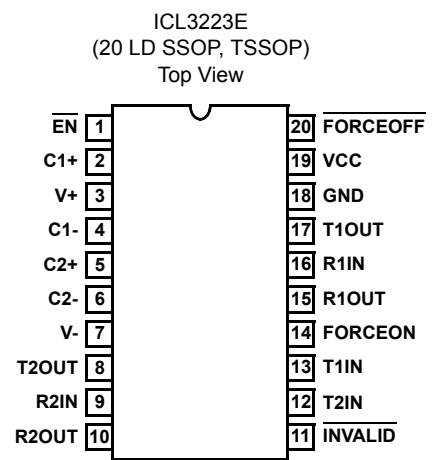 ICL3223E
(20 LD SSOP, TSSOP)
Top View
EN 1 20 FORCEOFF
C1+ 2 19 VCC
V+ 3 18 GND
C1- 4 17 T1OUT
C2+ 5 16 R1IN
C2- 6 15 R1OUT
V- 7 14 FORCEON
T2OUT 8 13 T1IN
R2IN 9 12 T2IN
R2OUT 10 11 INVALID